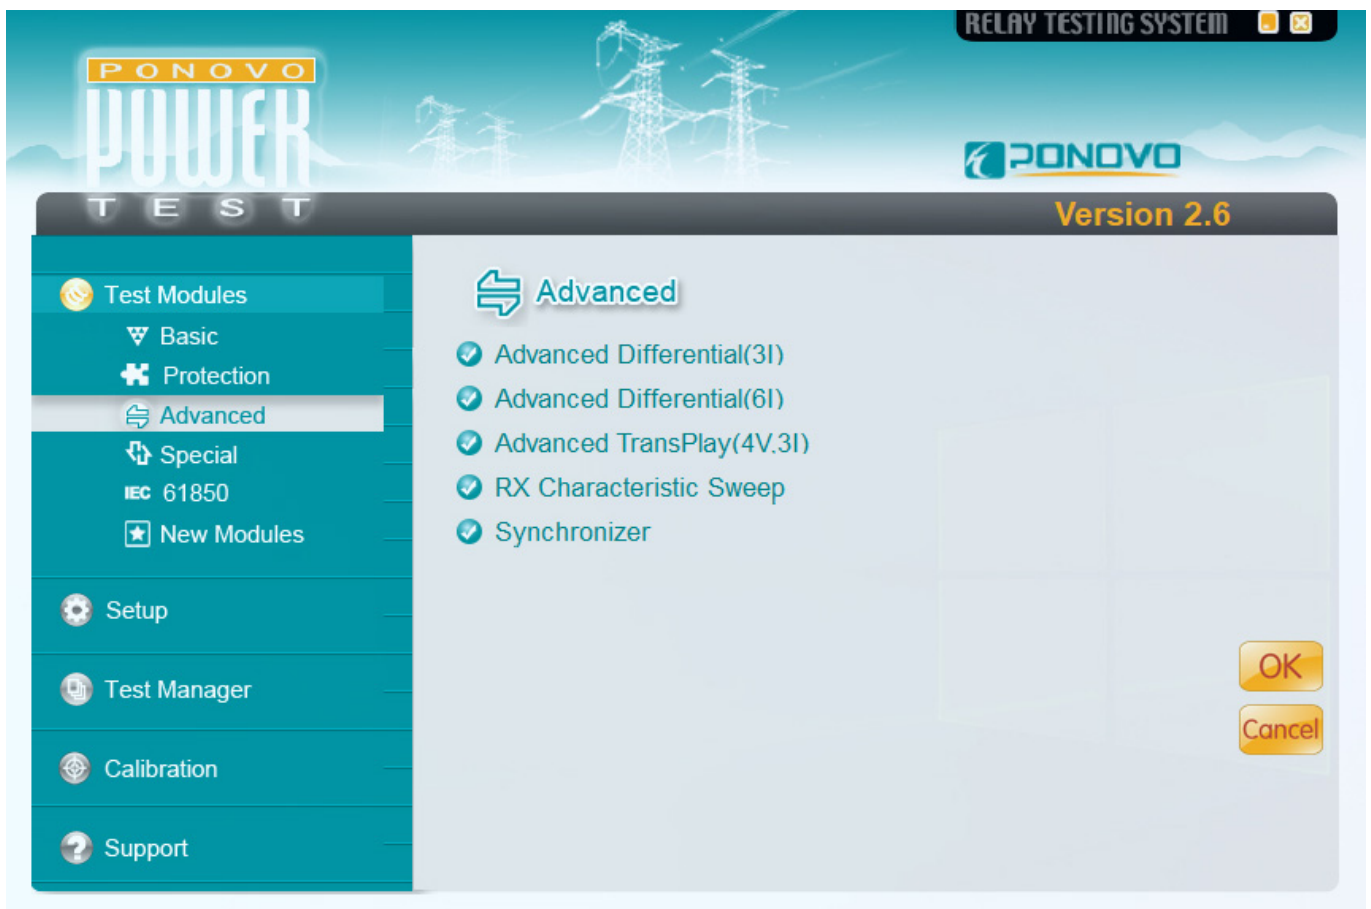 RELAY TESTING SYSTEM
PONOVO
POWER
TEST
PONOVO
Version 2.6
Test Modules
Basic
Protection
Advanced
Special
IEC 61850
New Modules
Setup
Test Manager
Calibration
Support
Advanced
Advanced Differential(3I)
Advanced Differential(6I)
Advanced TransPlay(4V,3I)
RX Characteristic Sweep
Synchronizer
OK
Cancel